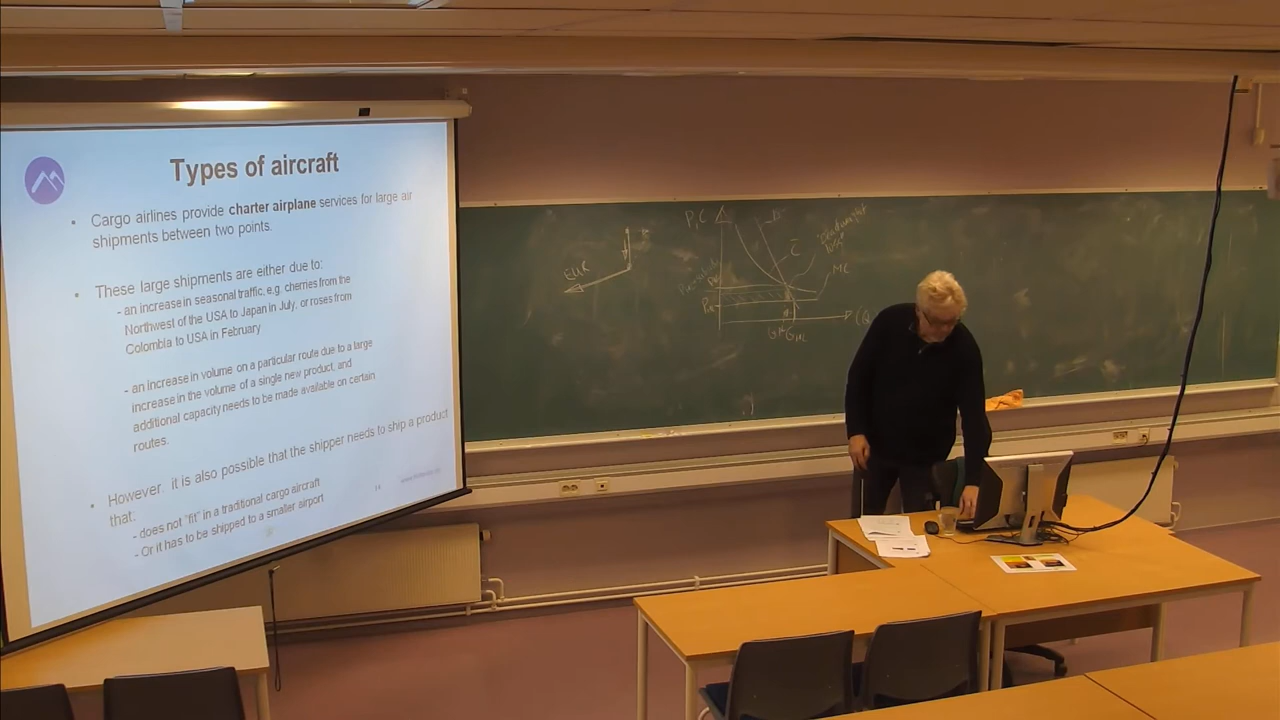 Types of aircraft
• Cargo airlines provide charter airplane services for large air
shipments between two points.
• These large shipments are either due to:
- an increase in seasonal traffic, e.g. cherries from the
Northwest of the USA to Japan in July, or roses from
Colombia to USA in February
- an increase in volume on a particular route due to a large
increase in the volume of a single new product, and
additional capacity needs to be made available on certain
routes.
• However, it is also possible that the shipper needs to ship a product
that:
- does not "fit" in a traditional cargo aircraft
- Or it has to be shipped to a smaller airport
14
P,C
MC